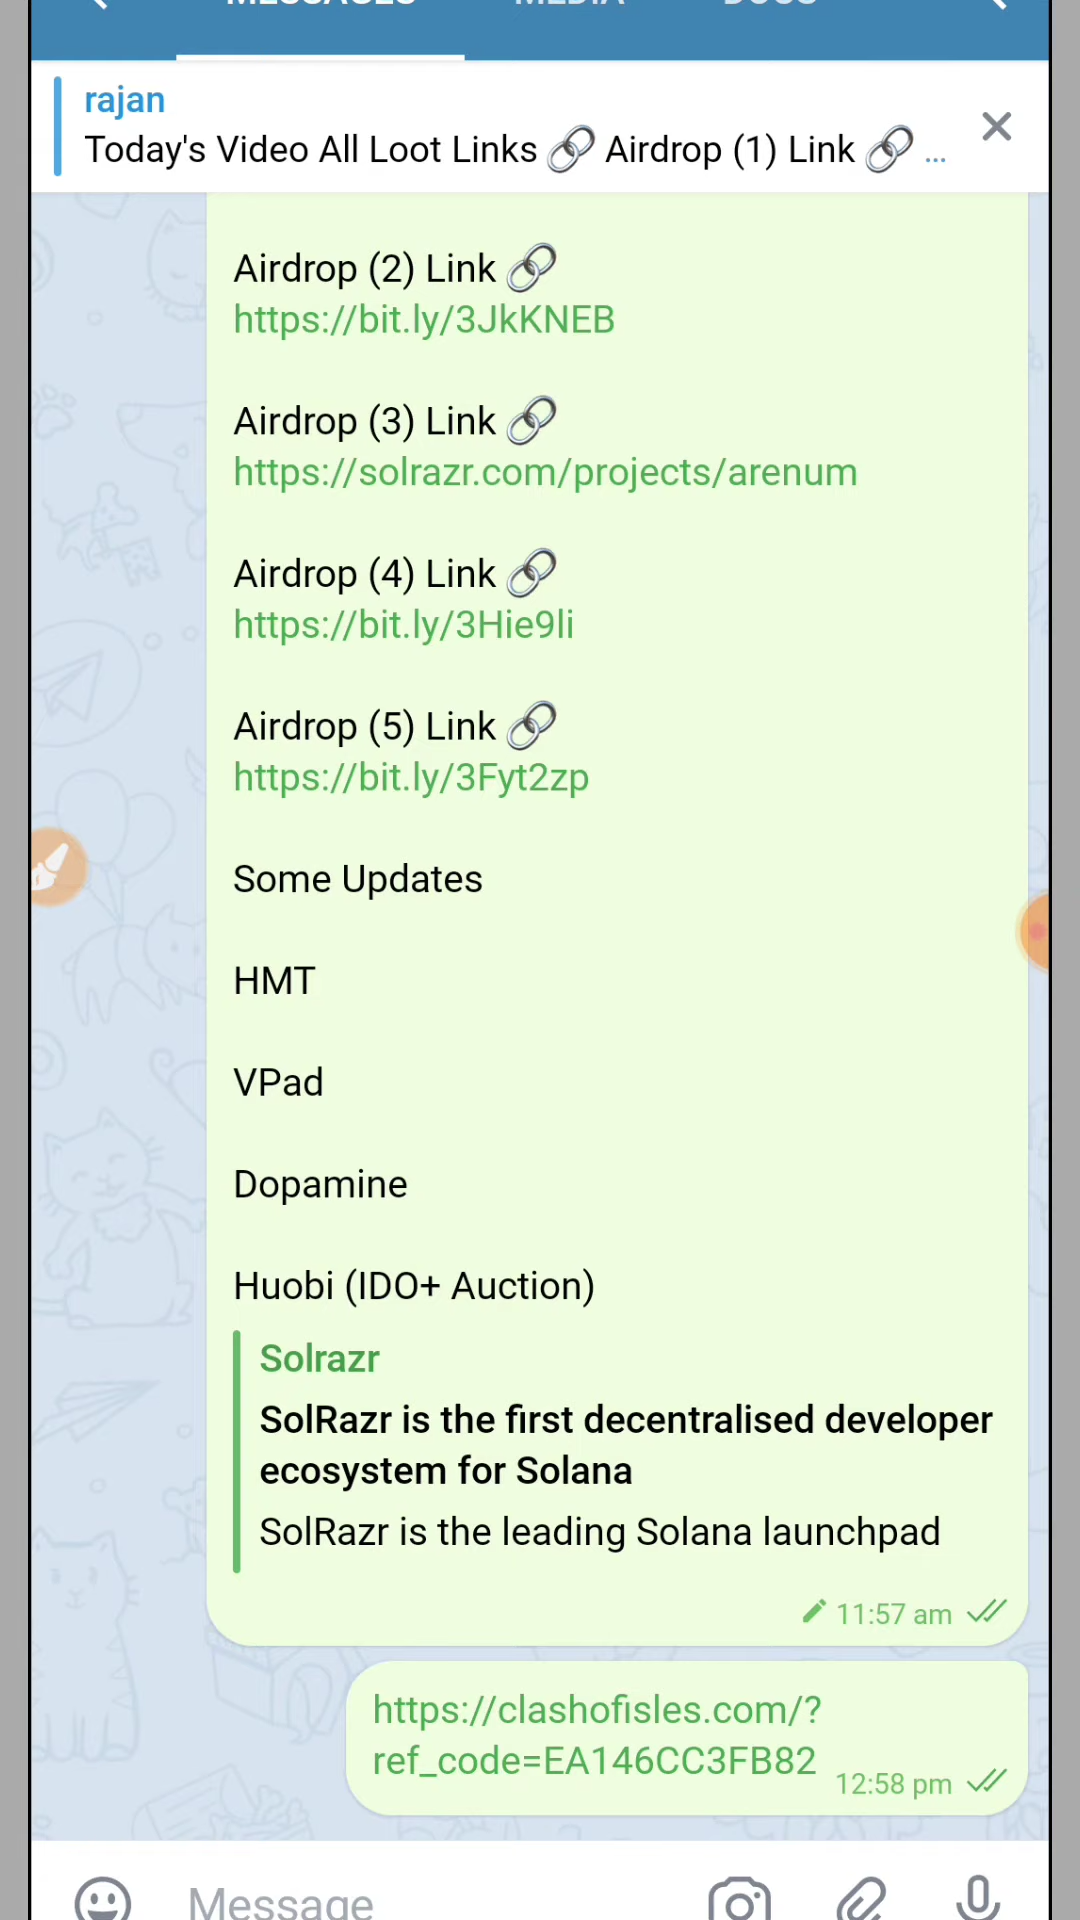 MESSAGES MEDIA DOCS
rajan
Today's Video All Loot Links 🔗 Airdrop (1) Link 🔗 ...
Airdrop (2) Link 🔗
https://bit.ly/3JkKNEB
Airdrop (3) Link 🔗
https://solrazr.com/projects/arenum
Airdrop (4) Link 🔗
https://bit.ly/3Hie9li
Airdrop (5) Link 🔗
https://bit.ly/3Fyt2zp
Some Updates
HMT
VPad
Dopamine
Huobi (IDO+ Auction)
Solrazr
SolRazr is the first decentralised developer
ecosystem for Solana
SolRazr is the leading Solana launchpad
11:57 am
https://clashofisles.com/?
ref_code=EA146CC3FB82
12:58 pm
Message